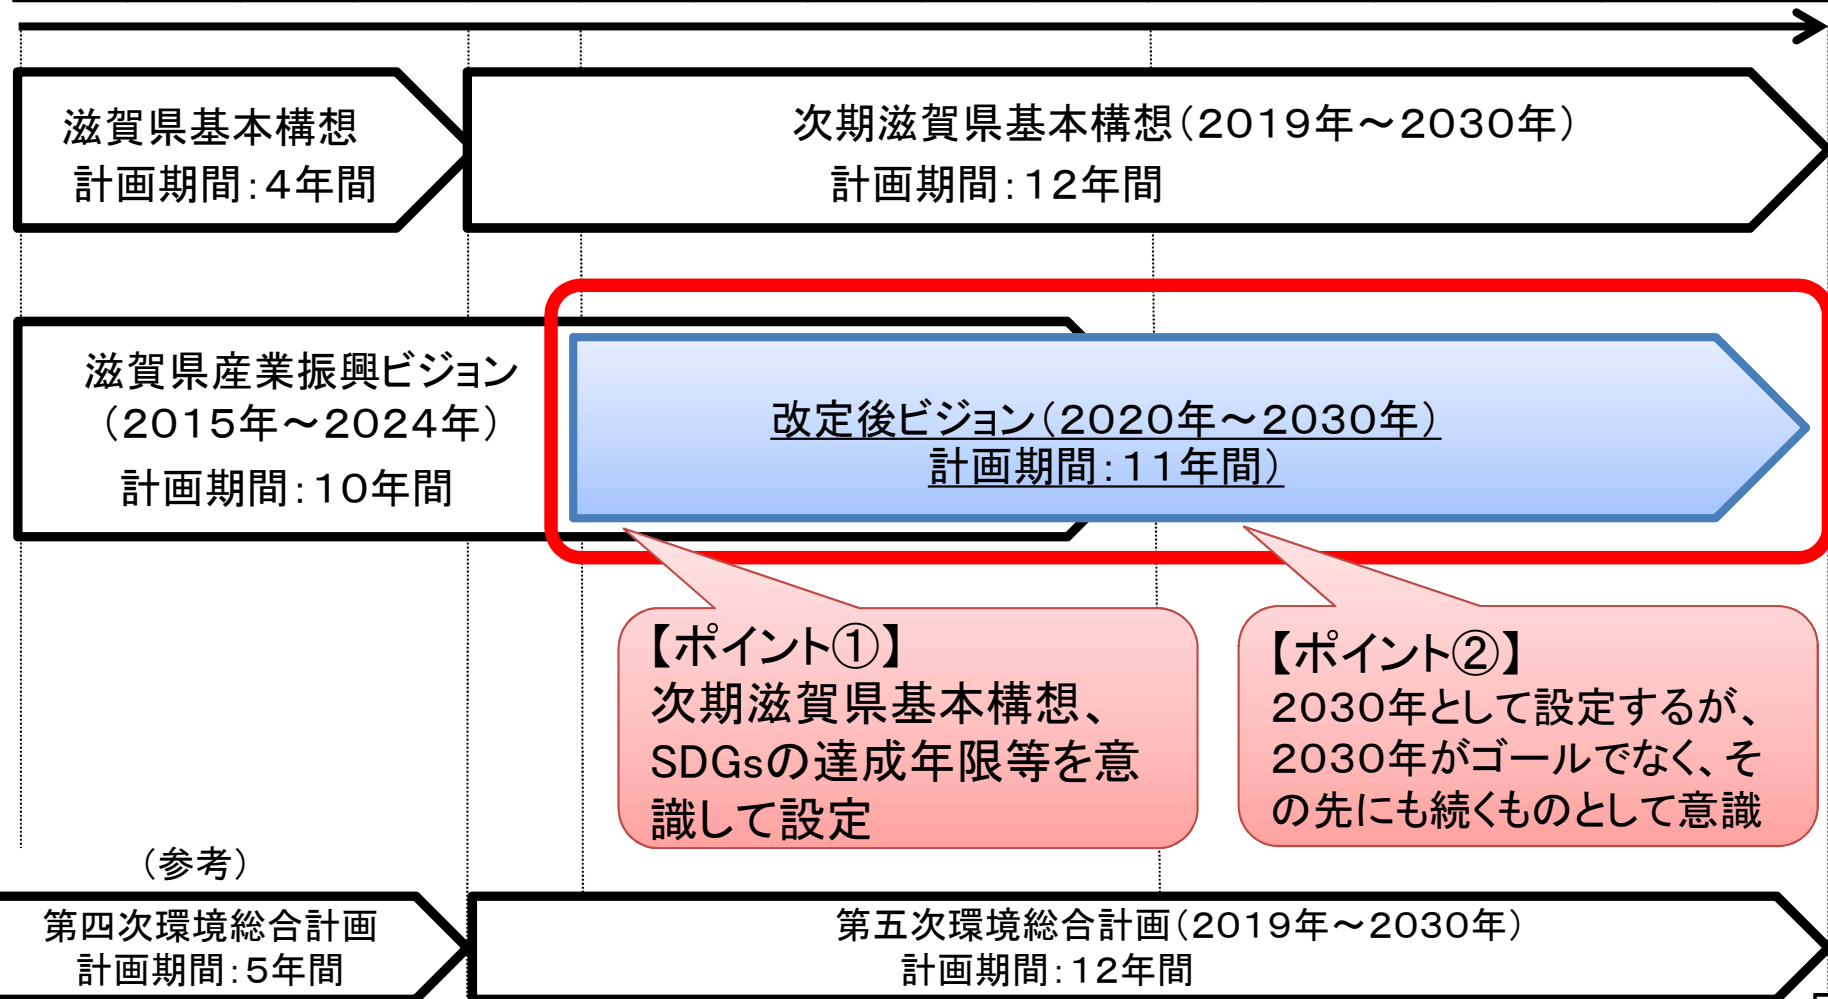 滋賀県基本構想
計画期間：４年間
次期滋賀県基本構想（２０１９年～２０３０年）
計画期間：１２年間
滋賀県産業振興ビジョン
（２０１５年～２０２４年）
計画期間：１０年間
改定後ビジョン（２０２０年～２０３０年）
計画期間：１１年間）
【ポイント①】
次期滋賀県基本構想、
SDGsの達成年限等を意
識して設定
【ポイント②】
２０３０年として設定するが、
２０３０年がゴールでなく、そ
の先にも続くものとして意識
（参考）
第四次環境総合計画
計画期間：５年間
第五次環境総合計画（２０１９年～２０３０年）
計画期間：１２年間